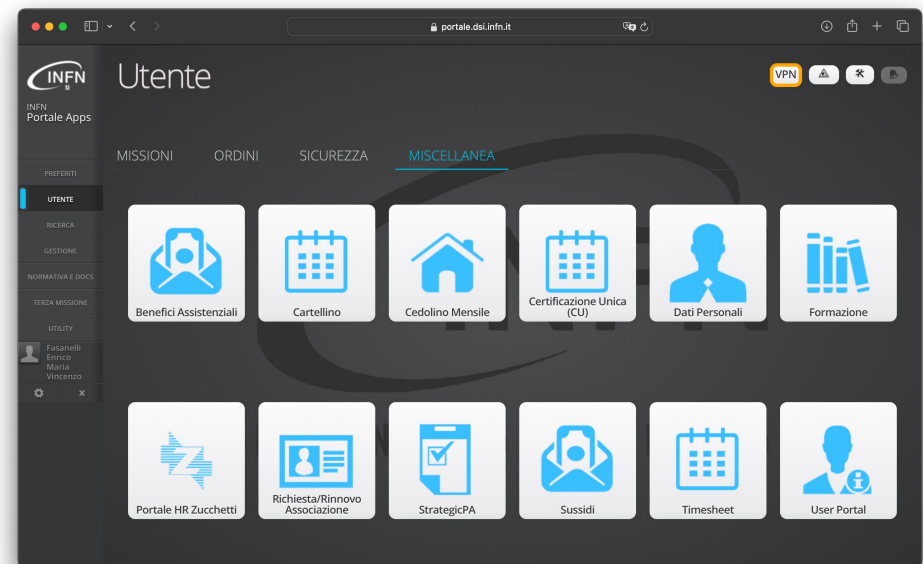 portale.dsi.infn.it
INFN
SI
INFN
Portale Apps
Utente
VPN
MISSIONI
ORDINI
SICUREZZA
MISCELLANEA
PREFERITI
UTENTE
RICERCA
GESTIONE
NORMATIVA E DOCS
TERZA MISSIONE
UTILITY
Fasanelli
Enrico
Maria
Vincenzo
Benefici Assistenziali
Cartellino
Cedolino Mensile
Certificazione Unica
(CU)
Dati Personali
Formazione
Portale HR Zucchetti
Richiesta/Rinnovo
Associazione
StrategicPA
Sussidi
Timesheet
User Portal